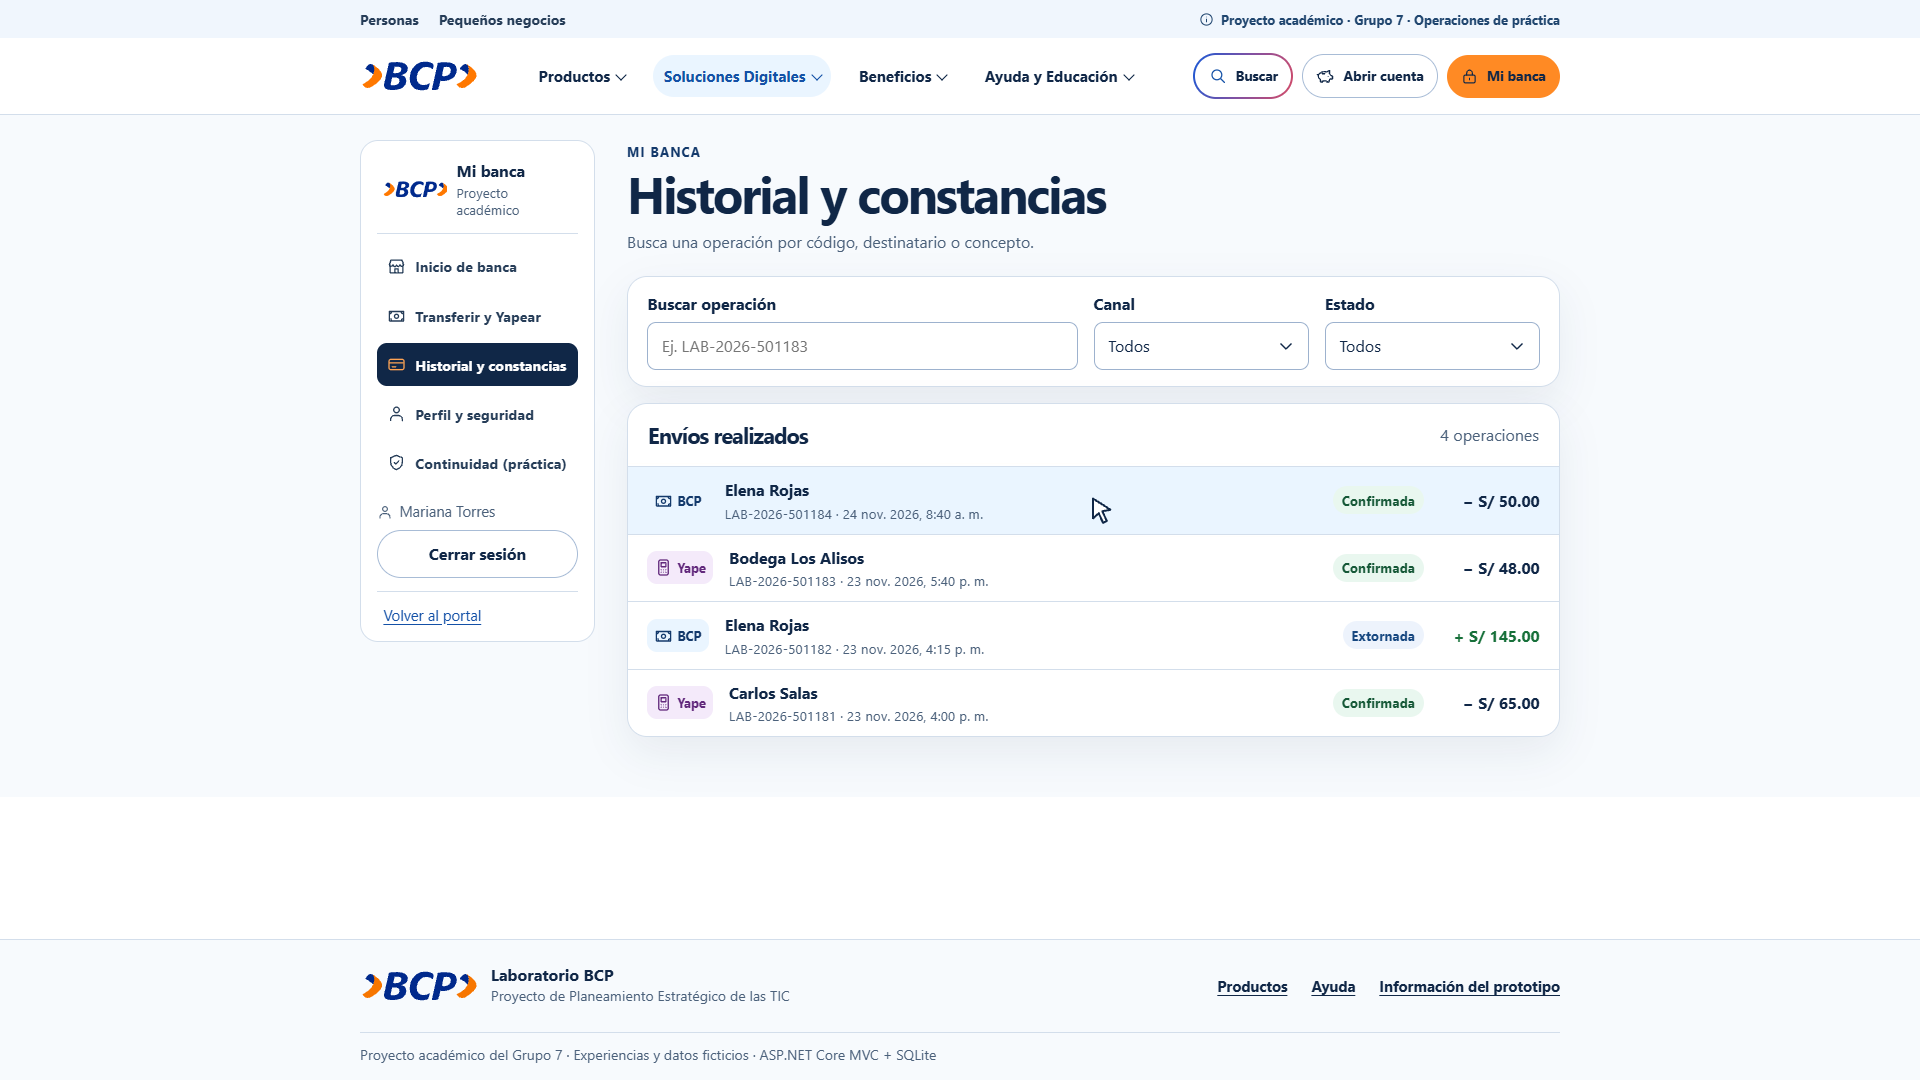 Personas
Pequeños negocios
Proyecto académico · Grupo 7 · Operaciones de práctica
BCP
Productos
Soluciones Digitales
Beneficios
Ayuda y Educación
Buscar
Abrir cuenta
Mi banca
BCP
Mi banca
Proyecto
académico
Inicio de banca
Transferir y Yapear
Historial y constancias
Perfil y seguridad
Continuidad (práctica)
Mariana Torres
Cerrar sesión
Volver al portal
MI BANCA
Historial y constancias
Busca una operación por código, destinatario o concepto.
Buscar operación
Ej. LAB-2026-501183
Canal
Todos
Estado
Todos
Envíos realizados
4 operaciones
BCP
Elena Rojas
LAB-2026-501184 · 24 nov. 2026, 8:40 a. m.
Confirmada
– S/ 50.00
Yape
Bodega Los Alisos
LAB-2026-501183 · 23 nov. 2026, 5:40 p. m.
Confirmada
– S/ 48.00
BCP
Elena Rojas
LAB-2026-501182 · 23 nov. 2026, 4:15 p. m.
Extornada
+ S/ 145.00
Yape
Carlos Salas
LAB-2026-501181 · 23 nov. 2026, 4:00 p. m.
Confirmada
– S/ 65.00
BCP
Laboratorio BCP
Proyecto de Planeamiento Estratégico de las TIC
Productos
Ayuda
Información del prototipo
Proyecto académico del Grupo 7 · Experiencias y datos ficticios · ASP.NET Core MVC + SQLite